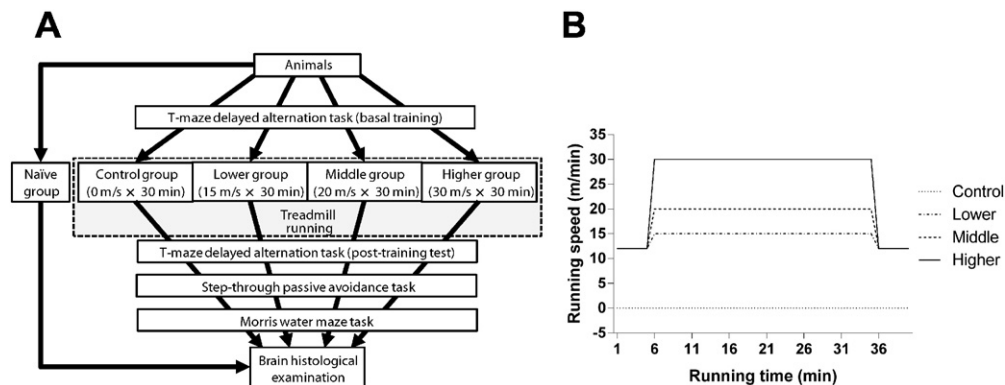 A
Animals
T-maze delayed alternation task (basal training)
Naïve
group
Control group
(0 m/s × 30 min)
Lower group
(15 m/s × 30 min)
Middle group
(20 m/s × 30 min)
Higher group
(30 m/s × 30 min)
Treadmill
running
T-maze delayed alternation task (post-training test)
Step-through passive avoidance task
Morris water maze task
Brain histological
examination
B
Running speed (m/min)
35
30
25
20
15
10
5
0
-5
1 6 11 16 21 26 31 36
Running time (min)
Control
Lower
Middle
Higher